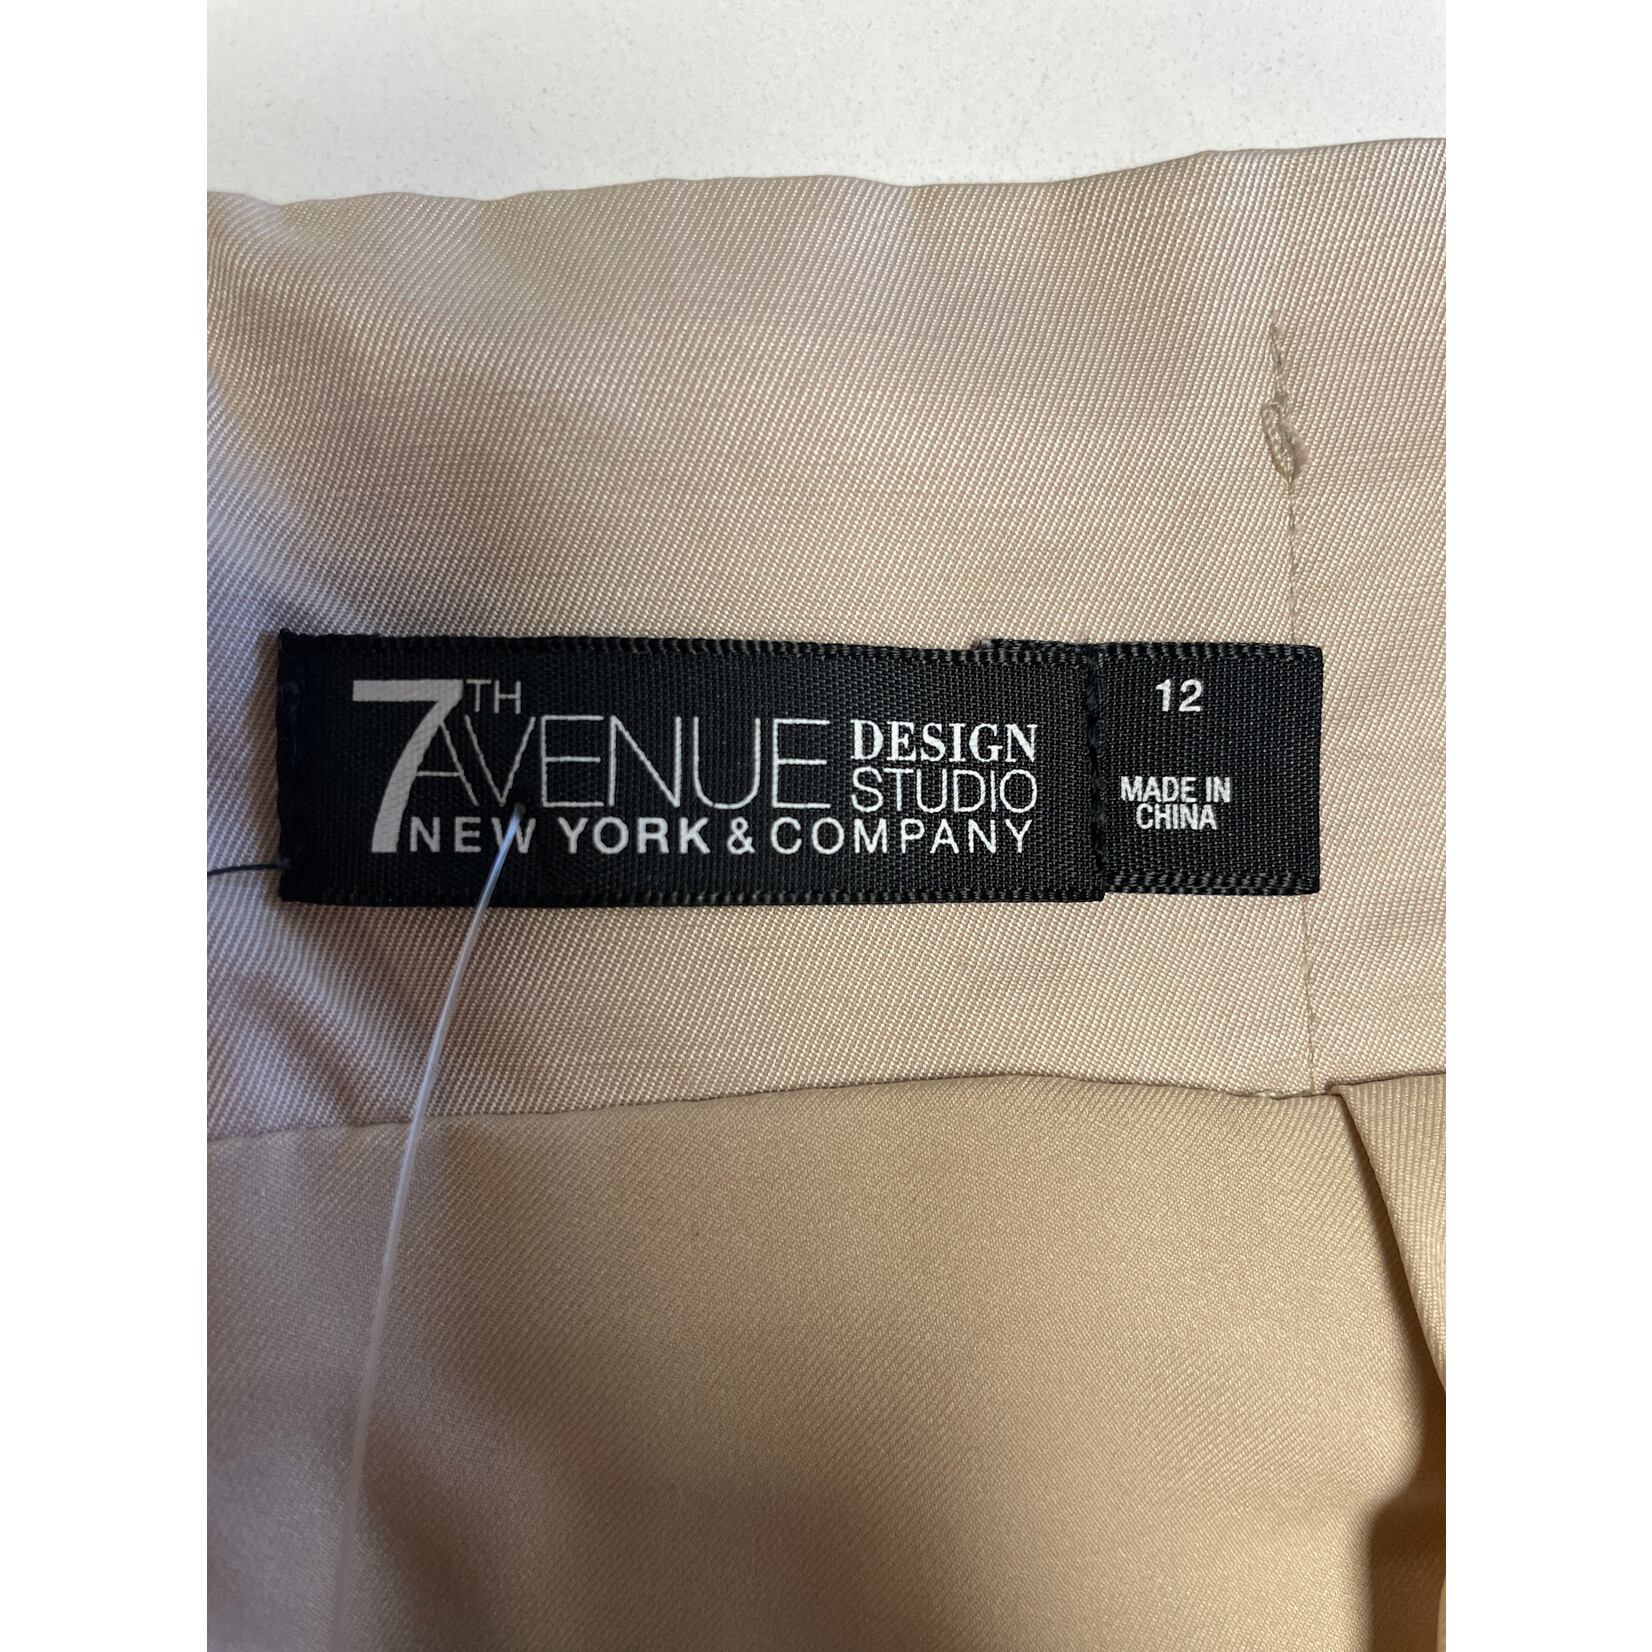 7TH AVENUE DESIGN STUDIO
NEW YORK & COMPANY
12
MADE IN
CHINA